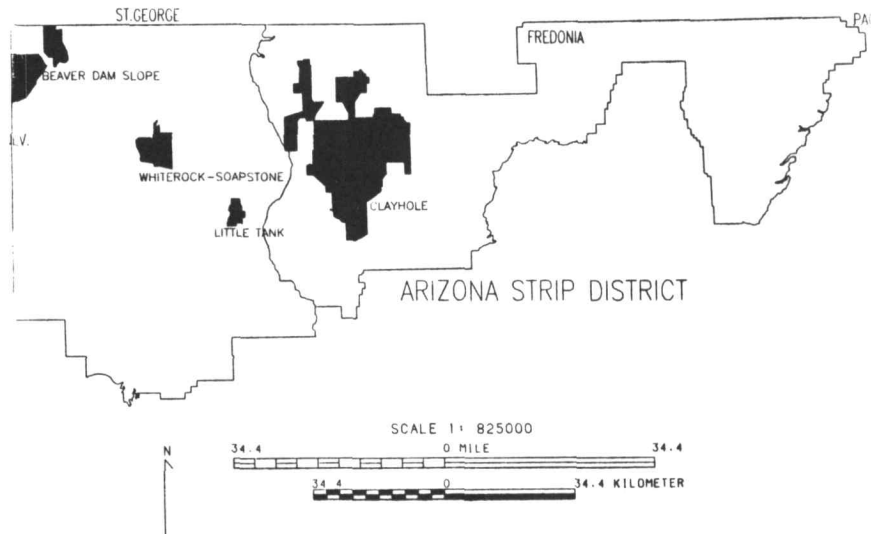 ST.GEORGE
PA
FREDONIA
BEAVER DAM SLOPE
.V.
WHITEROCK-SOAPSTONE
CLAYHOLE
LITTLE TANK
ARIZONA STRIP DISTRICT
SCALE 1: 825000
N
34.4 0 MILE 34.4
34.4 0 34.4 KILOMETER